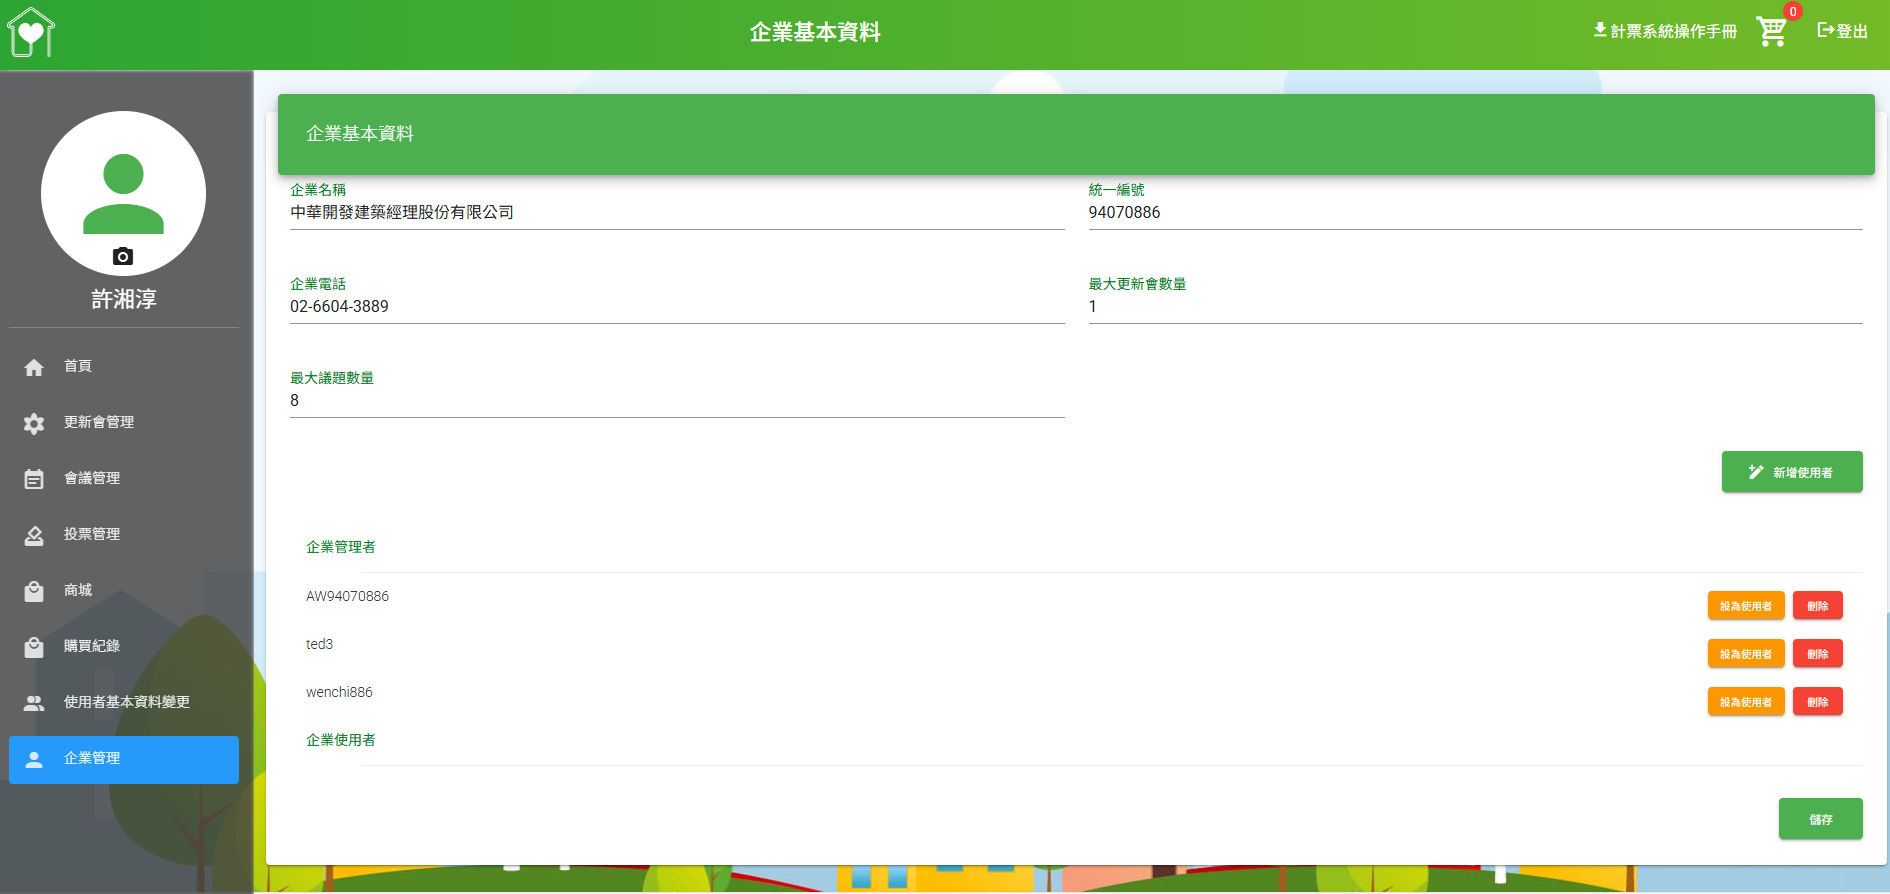 企業基本資料
計票系統操作手冊
0
登出
許湘淳
首頁
更新會管理
會議管理
投票管理
商城
購買紀錄
使用者基本資料變更
企業管理
企業基本資料
企業名稱
中華開發建築經理股份有限公司
統一編號
94070886
企業電話
02-6604-3889
最大更新會數量
1
最大議題數量
8
新增使用者
企業管理者
AW94070886
設為使用者 刪除
ted3
設為使用者 刪除
wenchi886
設為使用者 刪除
企業使用者
儲存